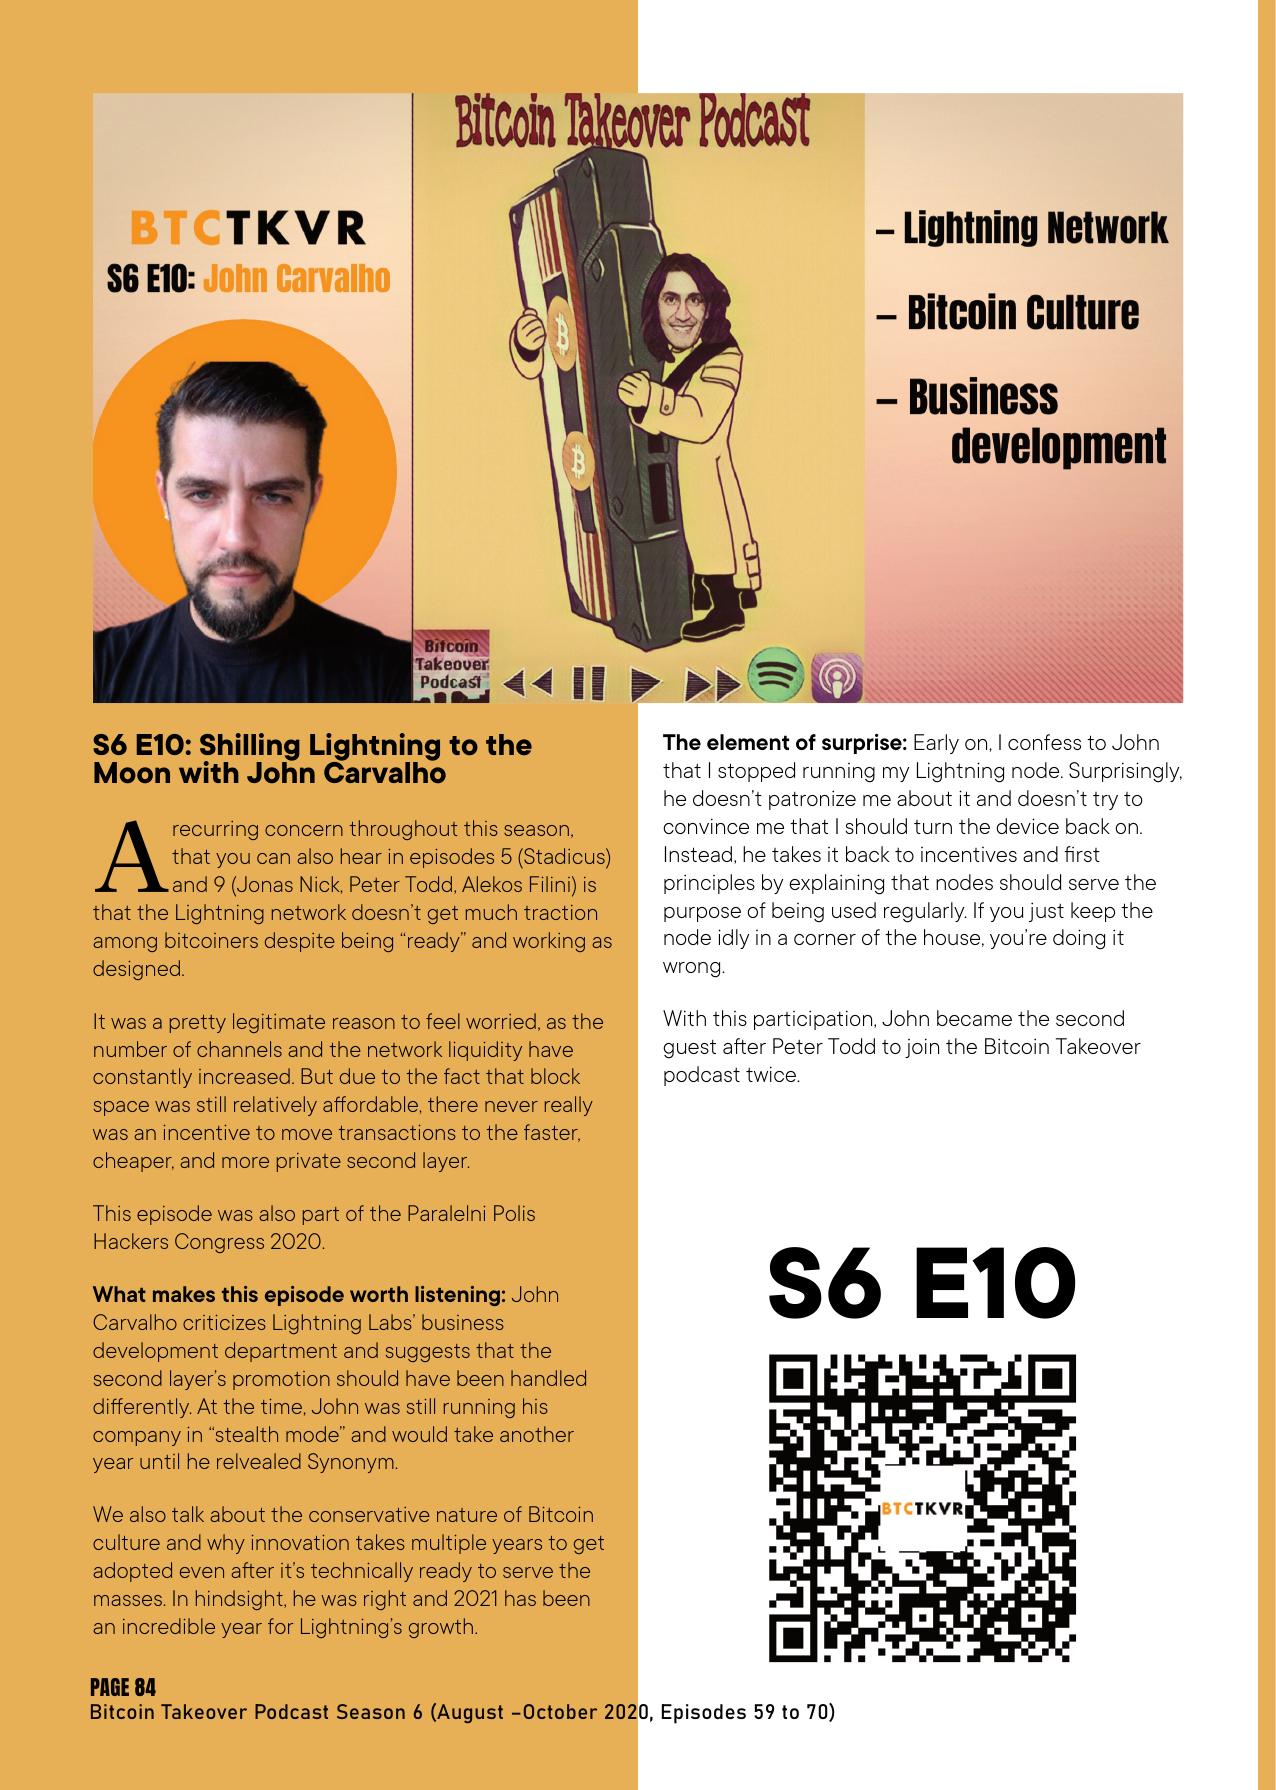 Bitcoin Takeover Podcast
BTCTKVR
S6 E10: John Carvalho
– Lightning Network
– Bitcoin Culture
– Business
development
Bitcoin
Takeover
Podcast
S6 E10: Shilling Lightning to the
Moon with John Carvalho
A recurring concern throughout this season,
that you can also hear in episodes 5 (Stadicus)
and 9 (Jonas Nick, Peter Todd, Alekos Filini) is
that the Lightning network doesn’t get much traction
among bitcoiners despite being “ready” and working as
designed.
It was a pretty legitimate reason to feel worried, as the
number of channels and the network liquidity have
constantly increased. But due to the fact that block
space was still relatively affordable, there never really
was an incentive to move transactions to the faster,
cheaper, and more private second layer.
This episode was also part of the Paralelni Polis
Hackers Congress 2020.
What makes this episode worth listening: John
Carvalho criticizes Lightning Labs’ business
development department and suggests that the
second layer’s promotion should have been handled
differently. At the time, John was still running his
company in “stealth mode” and would take another
year until he relvealed Synonym.
We also talk about the conservative nature of Bitcoin
culture and why innovation takes multiple years to get
adopted even after it’s technically ready to serve the
masses. In hindsight, he was right and 2021 has been
an incredible year for Lightning’s growth.
The element of surprise: Early on, I confess to John
that I stopped running my Lightning node. Surprisingly,
he doesn’t patronize me about it and doesn’t try to
convince me that I should turn the device back on.
Instead, he takes it back to incentives and first
principles by explaining that nodes should serve the
purpose of being used regularly. If you just keep the
node idly in a corner of the house, you’re doing it
wrong.
With this participation, John became the second
guest after Peter Todd to join the Bitcoin Takeover
podcast twice.
S6 E10
BTCTKVR
PAGE 84
Bitcoin Takeover Podcast Season 6 (August –October 2020, Episodes 59 to 70)